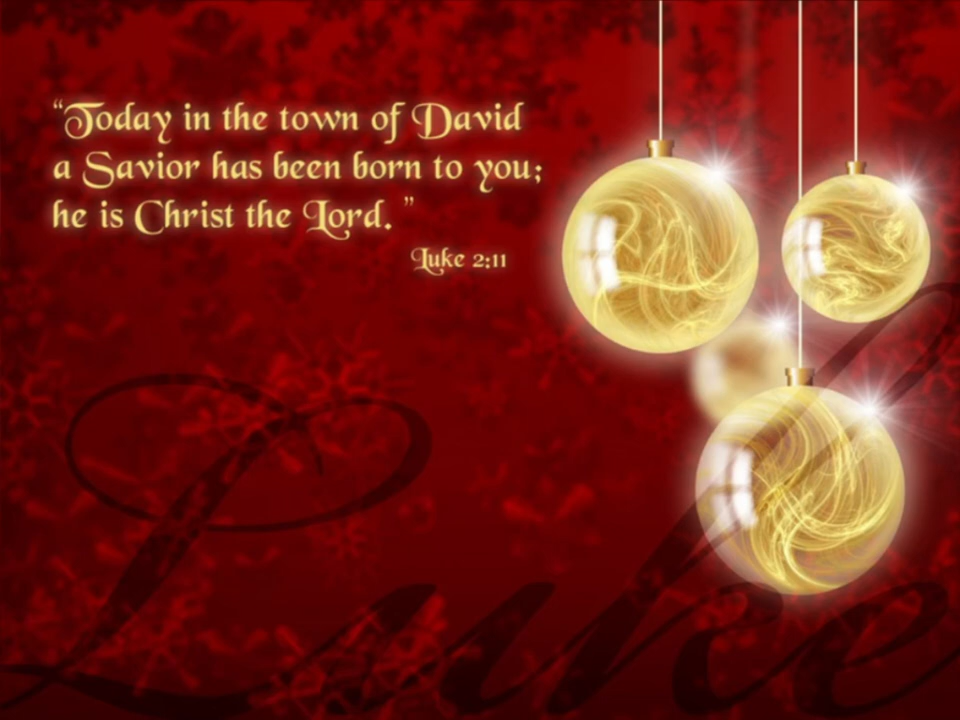 “Today in the town of David
a Savior has been born to you;
he is Christ the Lord. ”
Luke 2:11
Luke